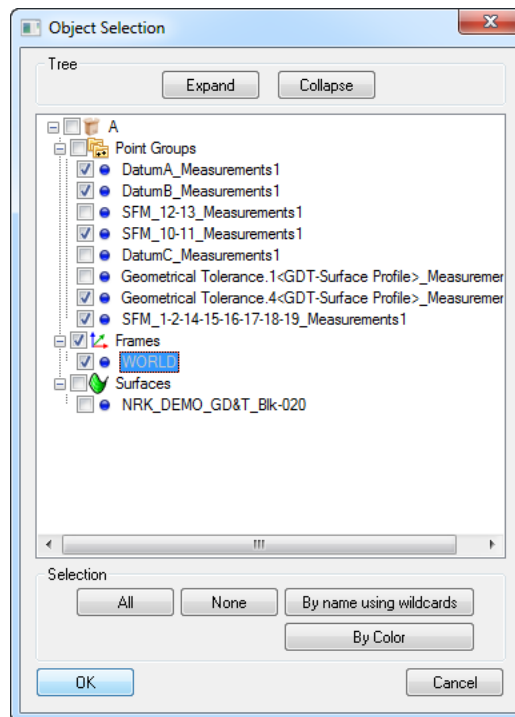 Object Selection
Tree
Expand Collapse
A
Point Groups
DatumA_Measurements1
DatumB_Measurements1
SFM_12-13_Measurements1
SFM_10-11_Measurements1
DatumC_Measurements1
Geometrical Tolerance.1<GDT-Surface Profile>_Measuremer
Geometrical Tolerance.4<GDT-Surface Profile>_Measuremer
SFM_1-2-14-15-16-17-18-19_Measurements1
Frames
WORLD
Surfaces
NRK_DEMO_GD&T_Blk-020
Selection
All None By name using wildcards
By Color
OK Cancel